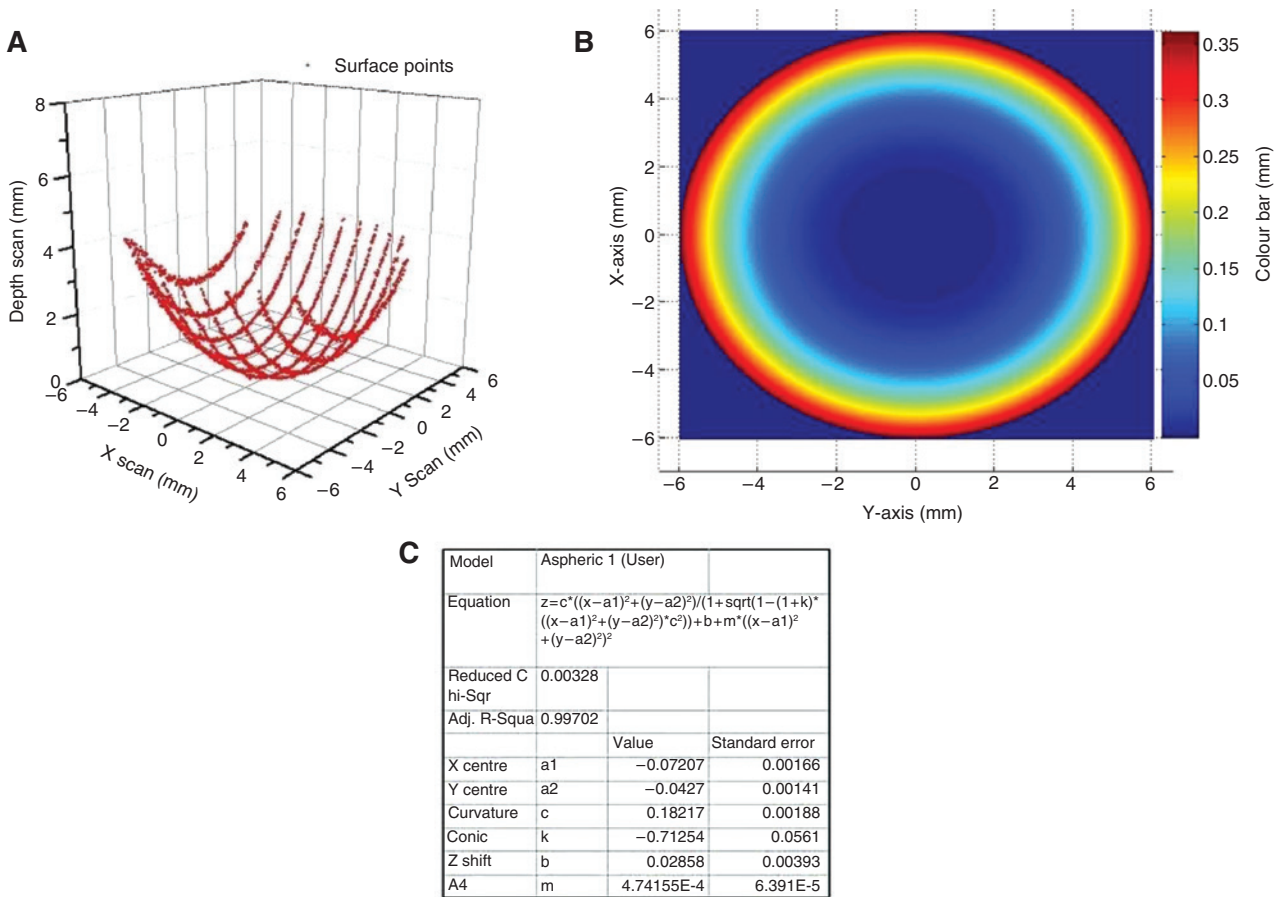 A
Surface points
8
6
4
2
0
Depth scan (mm)
−6
−4
−2
0
2
4
6
X scan (mm)
−6
−4
−2
0
2
4
6
Y Scan (mm)
B
6
4
2
0
−2
−4
−6
X-axis (mm)
−6 −4 −2 0 2 4 6
Y-axis (mm)
0.35
0.3
0.25
0.2
0.15
0.1
0.05
Colour bar (mm)
C
Model Aspheric 1 (User)
Equation z=c*((x−a1)²+(y−a2)²)/(1+sqrt(1−(1+k)*
((x−a1)²+(y−a2)²)*c²))+b+m*((x−a1)²
+(y−a2)²)²
Reduced C 0.00328
hi-Sqr
Adj. R-Squa 0.99702
Value Standard error
X centre a1 −0.07207 0.00166
Y centre a2 −0.0427 0.00141
Curvature c 0.18217 0.00188
Conic k −0.71254 0.0561
Z shift b 0.02858 0.00393
A4 m 4.74155E-4 6.391E-5